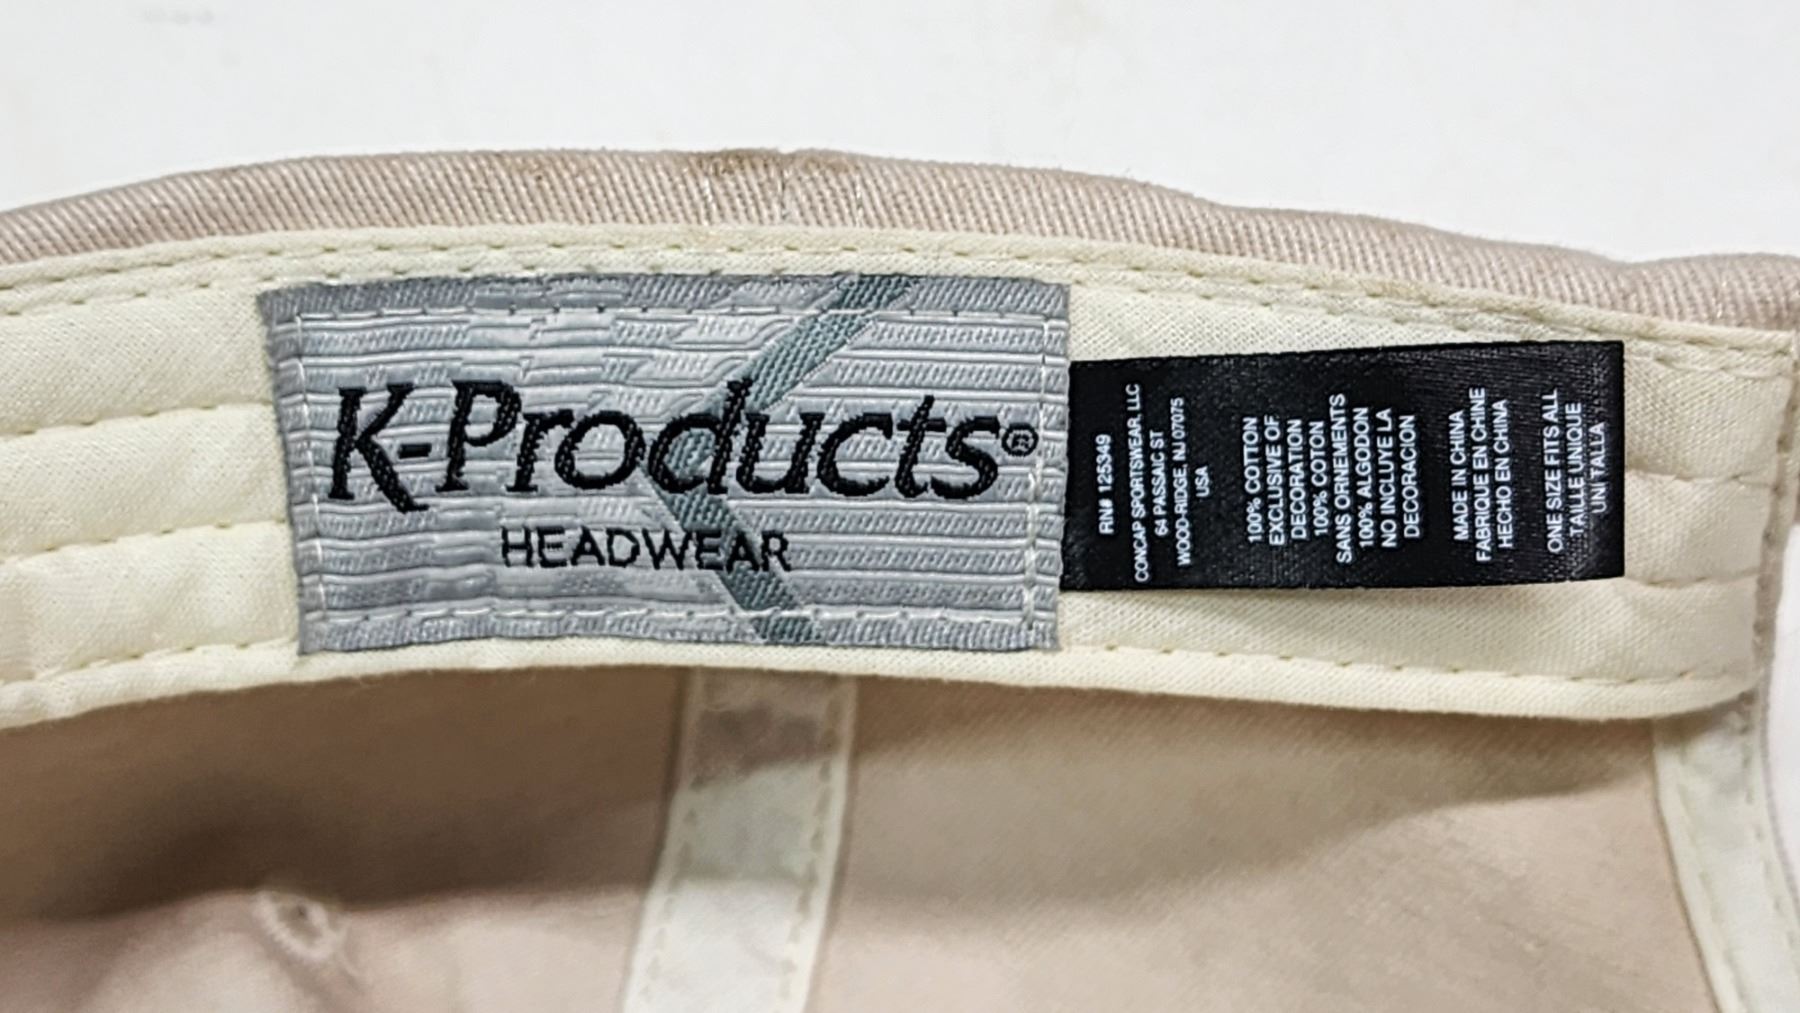 K-Products®
HEADWEAR
RN# 125349
CONCAP SPORTSWEAR, LLC
64 PASSAIC ST
WOOD-RIDGE, NJ 07075
USA
100% COTTON
EXCLUSIVE OF
DECORATION
100% COTON
SANS ORNEMENTS
100% ALGODON
NO INCLUYE LA
DECORACION
MADE IN CHINA
FABRIQUE EN CHINE
HECHO EN CHINA
ONE SIZE FITS ALL
TALLE UNIQUE
UNI TALLA